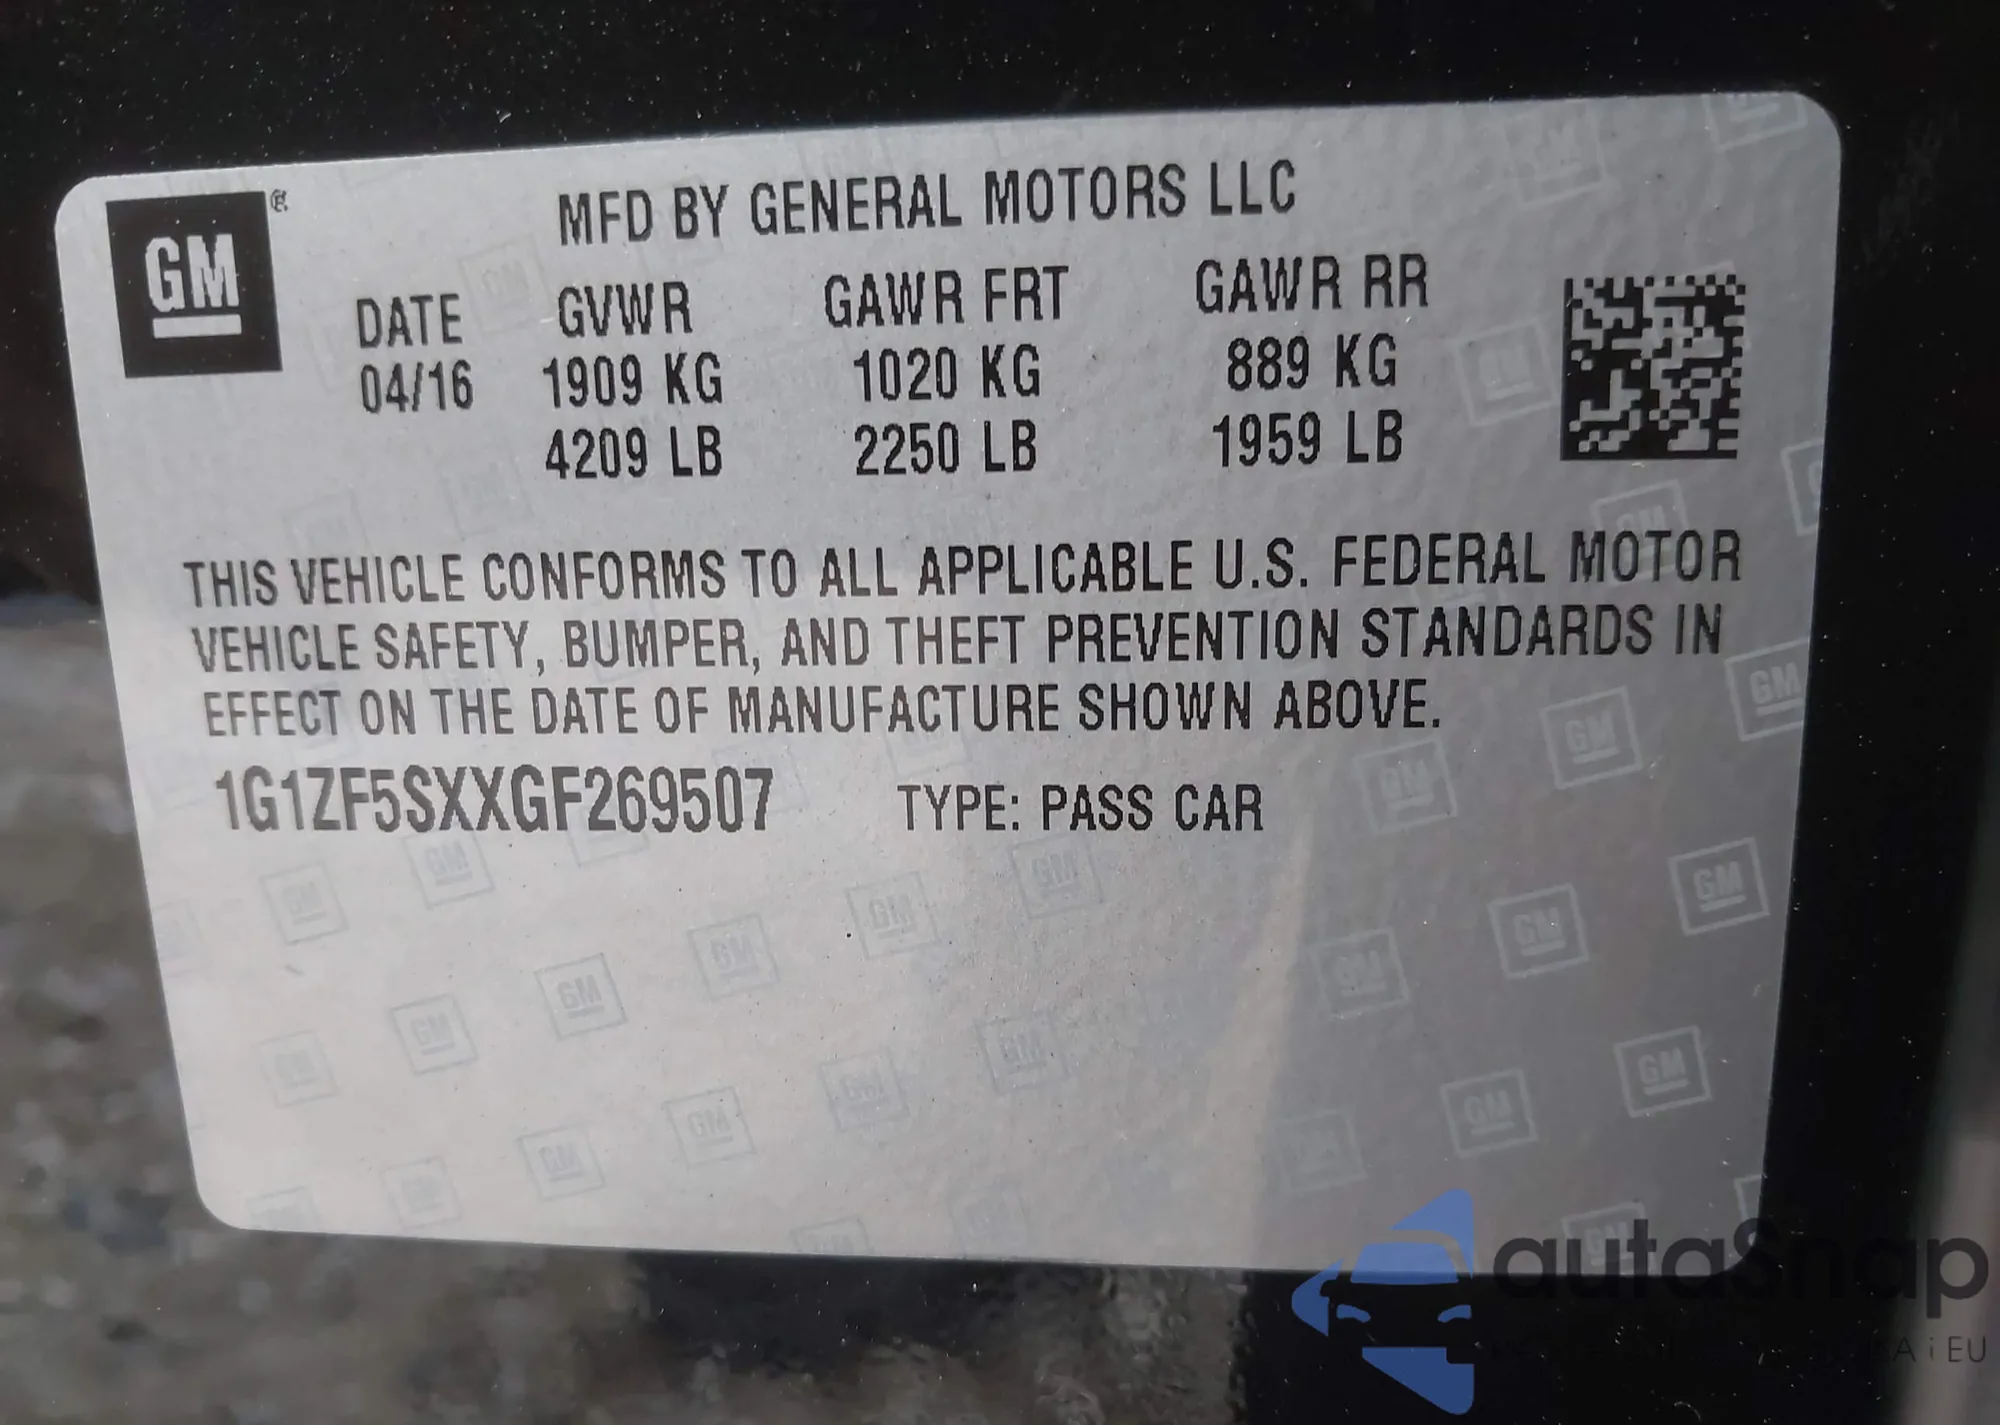 GM ®
MFD BY GENERAL MOTORS LLC
DATE GVWR GAWR FRT GAWR RR
04/16 1909 KG 1020 KG 889 KG
4209 LB 2250 LB 1959 LB
THIS VEHICLE CONFORMS TO ALL APPLICABLE U.S. FEDERAL MOTOR
VEHICLE SAFETY, BUMPER, AND THEFT PREVENTION STANDARDS IN
EFFECT ON THE DATE OF MANUFACTURE SHOWN ABOVE.
1G1ZF5SXXGF269507 TYPE: PASS CAR
autaSnap
i EU